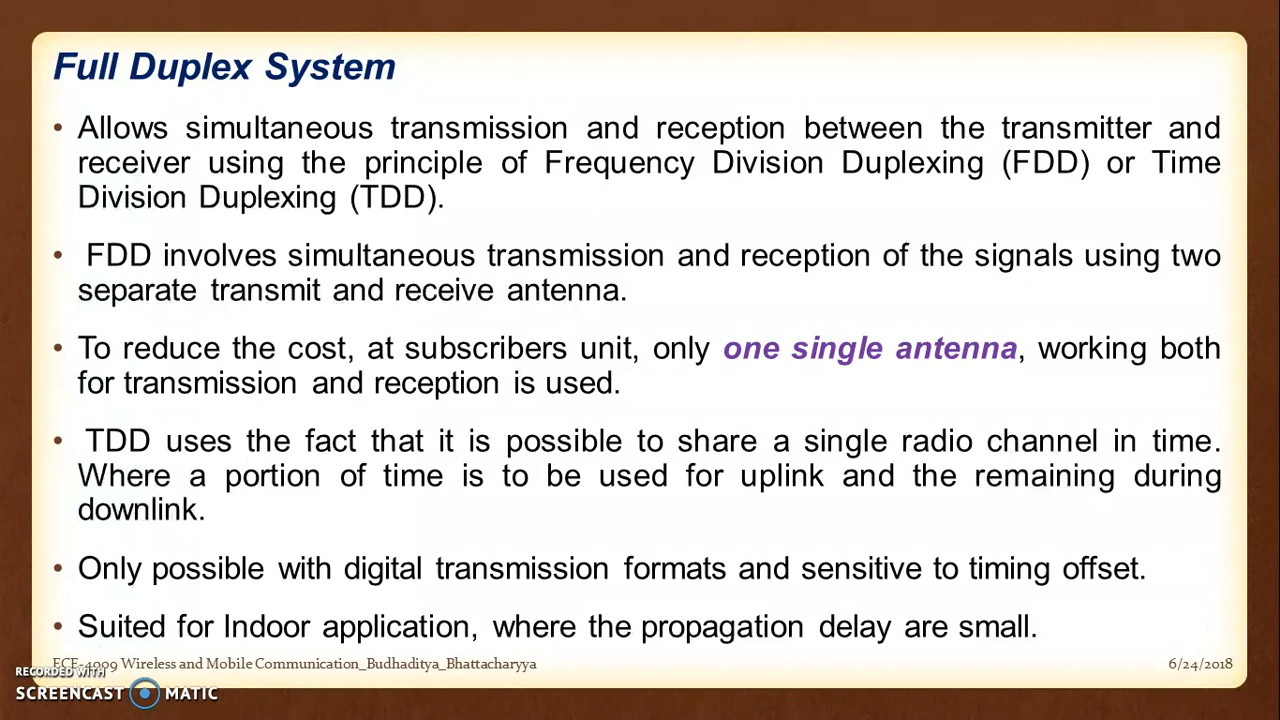 Full Duplex System
• Allows simultaneous transmission and reception between the transmitter and
receiver using the principle of Frequency Division Duplexing (FDD) or Time
Division Duplexing (TDD).
• FDD involves simultaneous transmission and reception of the signals using two
separate transmit and receive antenna.
• To reduce the cost, at subscribers unit, only one single antenna, working both
for transmission and reception is used.
• TDD uses the fact that it is possible to share a single radio channel in time.
Where a portion of time is to be used for uplink and the remaining during
downlink.
• Only possible with digital transmission formats and sensitive to timing offset.
• Suited for Indoor application, where the propagation delay are small.
ECE-4009 Wireless and Mobile Communication_Budhaditya_Bhattacharyya
6/24/2018
RECORDED WITH
SCREENCAST MATIC